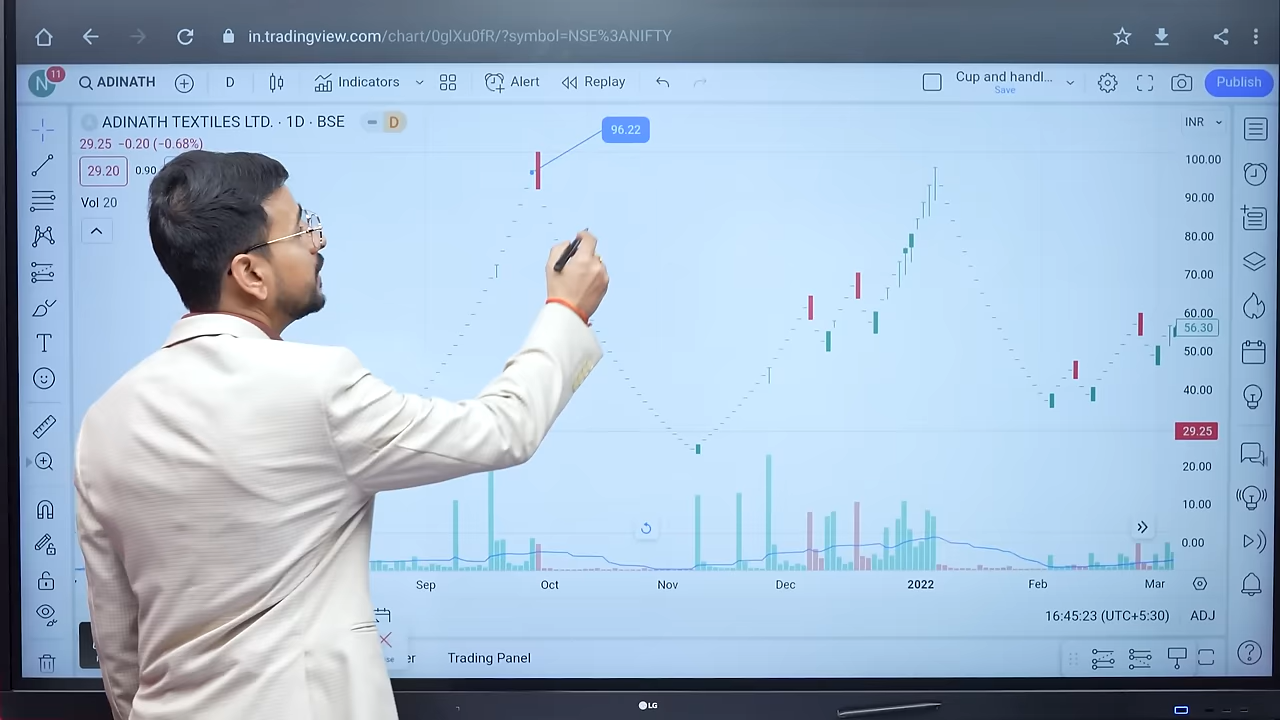 in.tradingview.com/chart/0glXu0fR/?symbol=NSE%3ANIFTY
N 11 ADINATH D Indicators Alert Replay Cup and handl... Save Publish
ADINATH TEXTILES LTD. · 1D · BSE D
29.25 −0.20 (−0.68%)
29.20 0.90
Vol 20
96.22
INR
100.00
90.00
80.00
70.00
60.00
56.30
50.00
40.00
29.25
20.00
10.00
0.00
Sep Oct Nov Dec 2022 Feb Mar
16:45:23 (UTC+5:30) ADJ
Trading Panel
LG